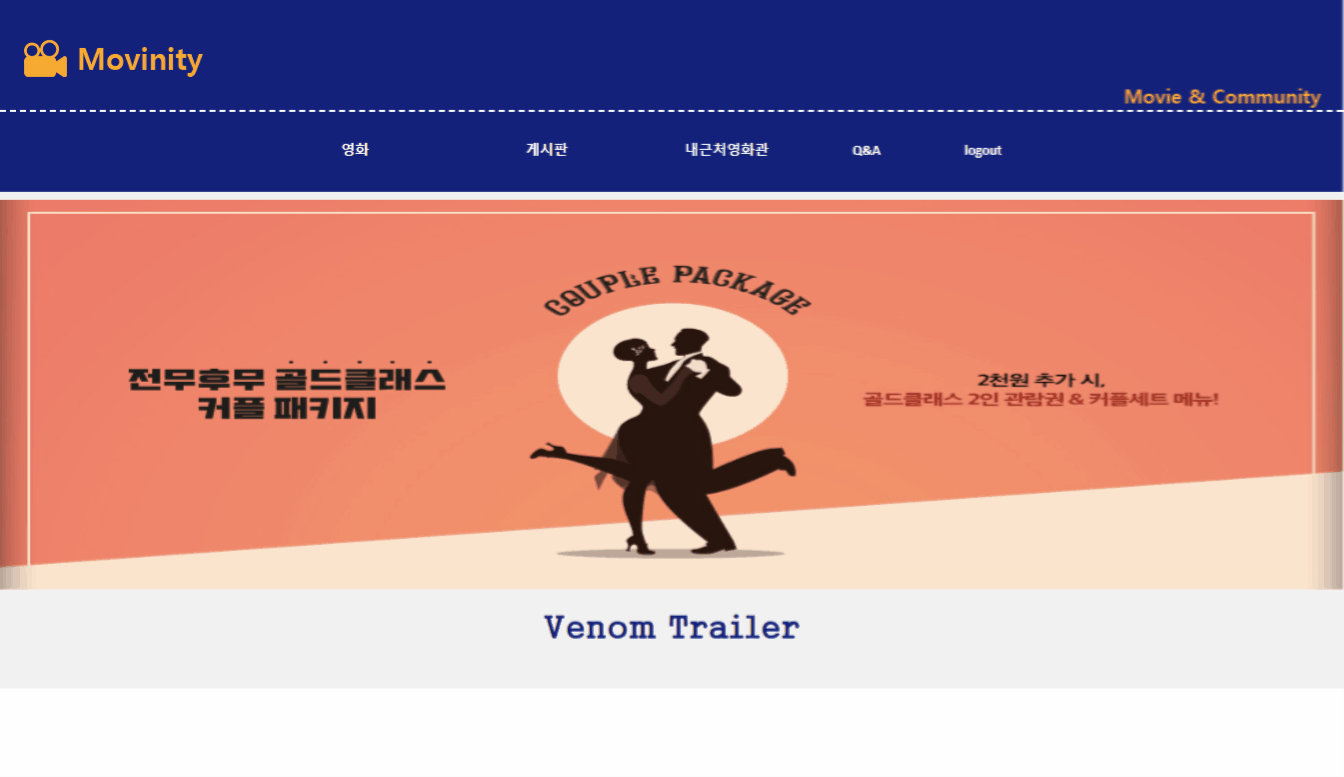 Movinity
Movie & Community
영화 게시판 내근처영화관 Q&A logout
COUPLE PACKAGE
전무후무 골드클래스
커플 패키지
2천원 추가 시,
골드클래스 2인 관람권 & 커플세트 메뉴!
Venom Trailer